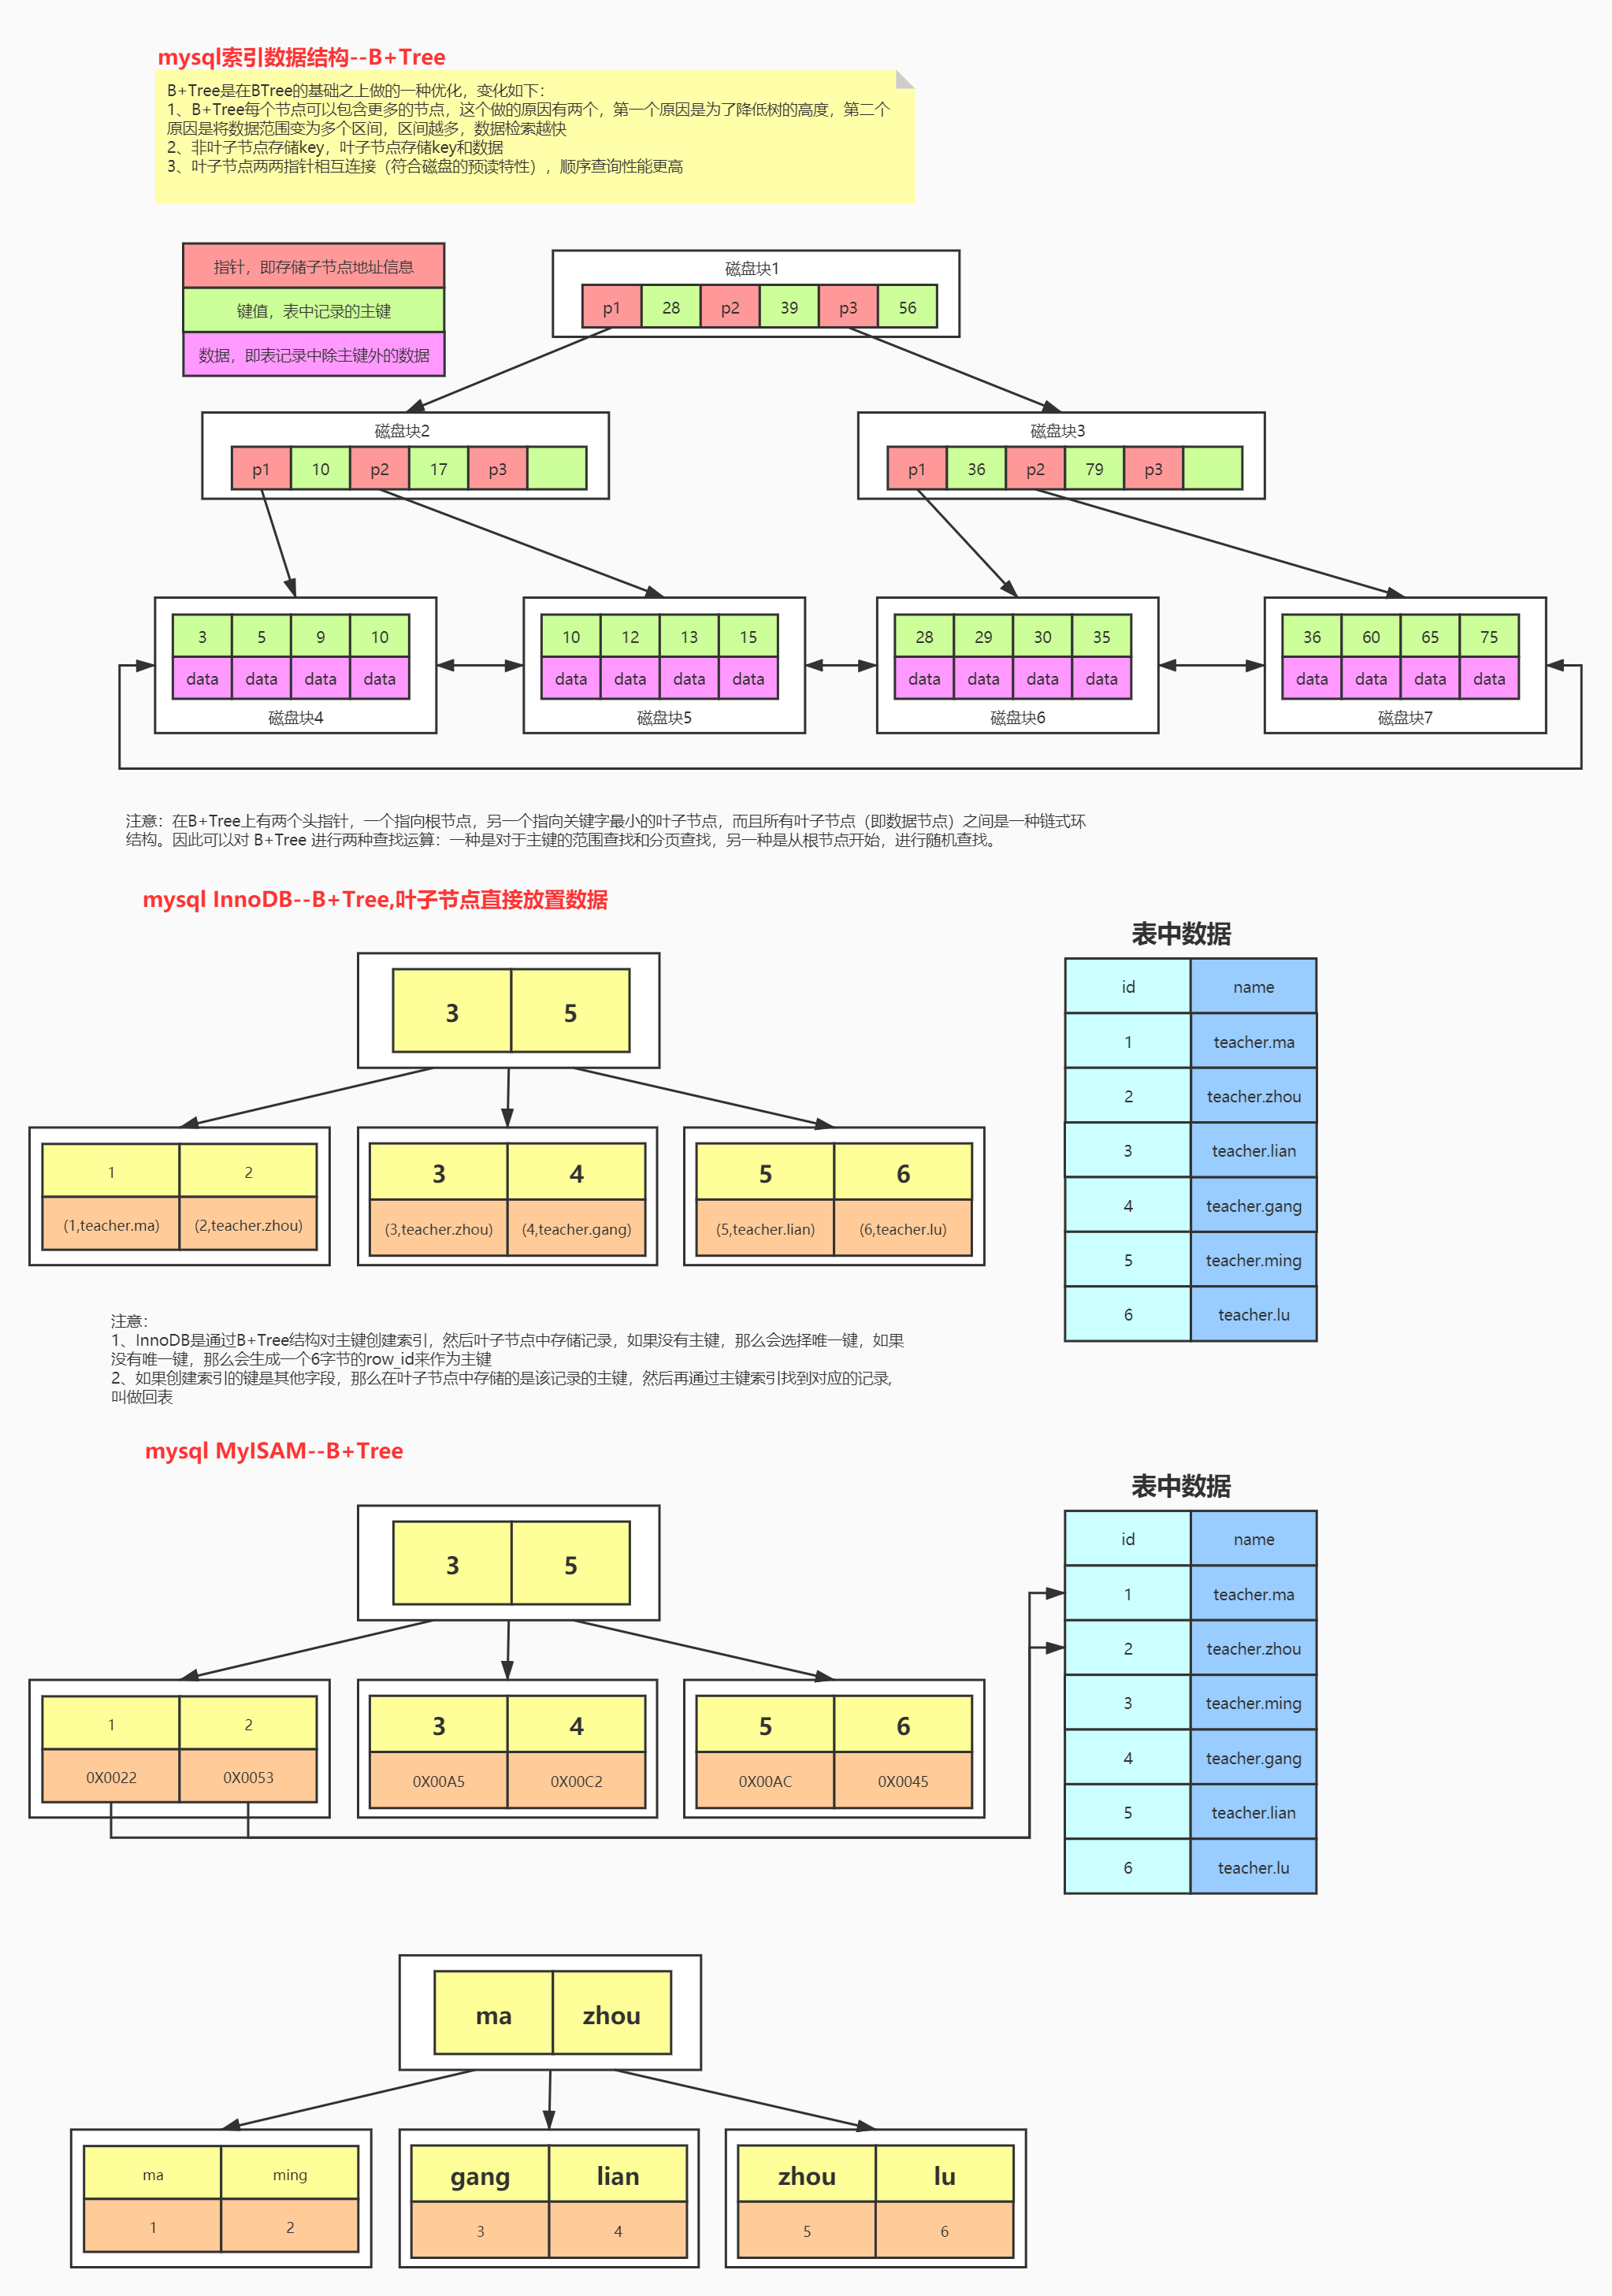 mysql索引数据结构--B+Tree
B+Tree是在BTree的基础之上做的一种优化，变化如下：
1、B+Tree每个节点可以包含更多的节点，这个做的原因有两个，第一个原因是为了降低树的高度，第二个
原因是将数据范围变为多个区间，区间越多，数据检索越快
2、非叶子节点存储key，叶子节点存储key和数据
3、叶子节点两两指针相互连接（符合磁盘的预读特性），顺序查询性能更高
指针，即存储子节点地址信息
键值，表中记录的主键
数据，即表记录中除主键外的数据
磁盘块1
p1 28 p2 39 p3 56
磁盘块2
p1 10 p2 17 p3
磁盘块3
p1 36 p2 79 p3
3 5 9 10
data data data data
磁盘块4
10 12 13 15
data data data data
磁盘块5
28 29 30 35
data data data data
磁盘块6
36 60 65 75
data data data data
磁盘块7
注意：在B+Tree上有两个头指针，一个指向根节点，另一个指向关键字最小的叶子节点，而且所有叶子节点（即数据节点）之间是一种链式环
结构。因此可以对 B+Tree 进行两种查找运算：一种是对于主键的范围查找和分页查找，另一种是从根节点开始，进行随机查找。
mysql InnoDB--B+Tree,叶子节点直接放置数据
3 5
1 2
(1,teacher.ma) (2,teacher.zhou)
3 4
(3,teacher.zhou) (4,teacher.gang)
5 6
(5,teacher.lian) (6,teacher.lu)
表中数据
id name
1 teacher.ma
2 teacher.zhou
3 teacher.lian
4 teacher.gang
5 teacher.ming
6 teacher.lu
注意：
1、InnoDB是通过B+Tree结构对主键创建索引，然后叶子节点中存储记录，如果没有主键，那么会选择唯一键，如果
没有唯一键，那么会生成一个6字节的row_id来作为主键
2、如果创建索引的键是其他字段，那么在叶子节点中存储的是该记录的主键，然后再通过主键索引找到对应的记录,
叫做回表
mysql MyISAM--B+Tree
3 5
1 2
0X0022 0X0053
3 4
0X00A5 0X00C2
5 6
0X00AC 0X0045
表中数据
id name
1 teacher.ma
2 teacher.zhou
3 teacher.ming
4 teacher.gang
5 teacher.lian
6 teacher.lu
ma zhou
ma ming
1 2
gang lian
3 4
zhou lu
5 6